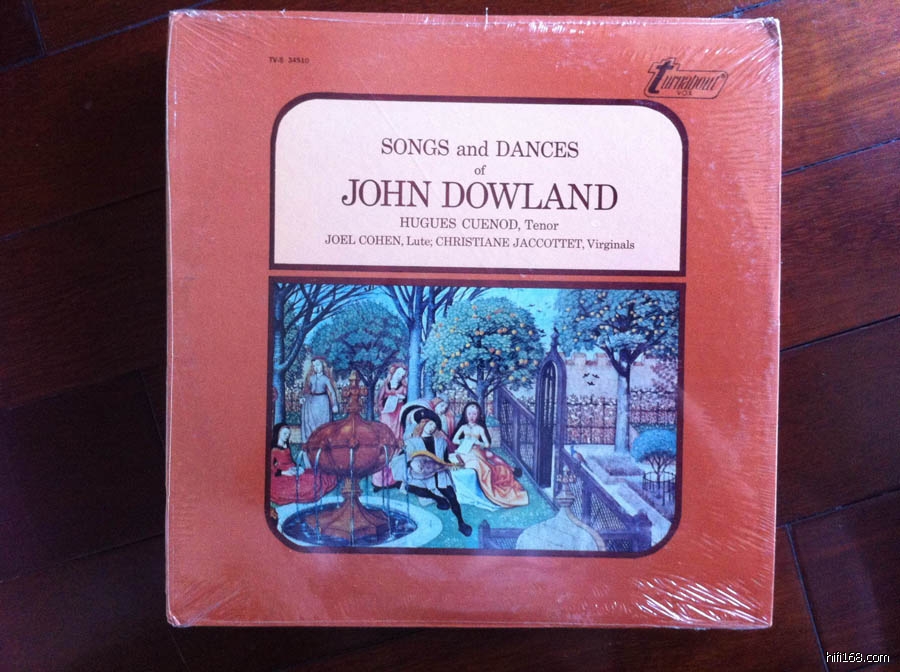 TV-S 34510
turnabout
VOX
SONGS and DANCES
of
JOHN DOWLAND
HUGUES CUENOD, Tenor
JOEL COHEN, Lute; CHRISTIANE JACCOTTET, Virginals
hifi168.com